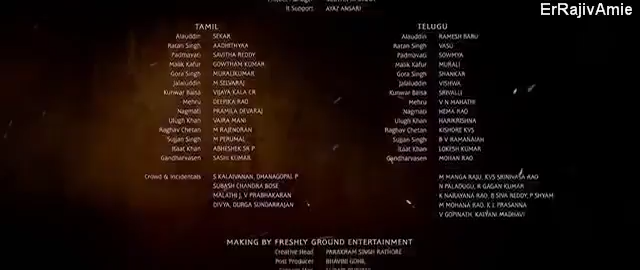 ErRajivAmie
It Support AYAZ ANSARI
TAMIL
Alauddin SEKAR
Ratan Singh AADHITHYAA
Padmavati SAVITHA REDDY
Malik Kafur GOWTHAM KUMAR
Gora Singh MURALIKUMAR
Jalaluddin M SELVARAJ
Kunwar Baisa VIJAYA KALA CR
Mehru DEEPIKA RAO
Nagmati PRAMILA DEVARAJ
Ulugh Khan VAIRA MANI
Raghav Chetan M RAJENDRAN
Sujjan Singh M PERUMAL
Itaat Khan ABHISHEK SR P
Gandharvasen SASHI KUMAR
Crowd & Incidentals S KALAIVANAN, DHANAGOPAL P
SUBASH CHANDRA BOSE
MALATHI J, V PRABHAKARAN
DIVYA, DURGA SUNDARRAJAN
TELUGU
Alauddin RAMESH BABU
Ratan Singh VASU
Padmavati SOWMYA
Malik Kafur MURALI
Gora Singh SHANKAR
Jalaluddin VISHWA
Kunwar Baisa SRIVALLI
Mehru V N MAHATHI
Nagmati HEMA RAO
Ulugh Khan HARIKRISHNA
Raghav Chetan KISHORE KVS
Sujjan Singh B V RAMANAIAH
Itaat Khan LOKESH KUMAR
Gandharvasen MOHAN RAO
M MANGA RAJU, KVS SRINIVASA RAO
N PALADUGU, R GAGAN KUMAR
K NARAYANA RAO, B SIVA REDDY, P SHYAM
M MOHANA RAO, K L PRASANNA
V GOPINATH, KALYANI MADHAVI
MAKING BY FRESHLY GROUND ENTERTAINMENT
Creative Head PARAKRAM SINGH RATHORE
Post Producer BHAVINI GOHIL